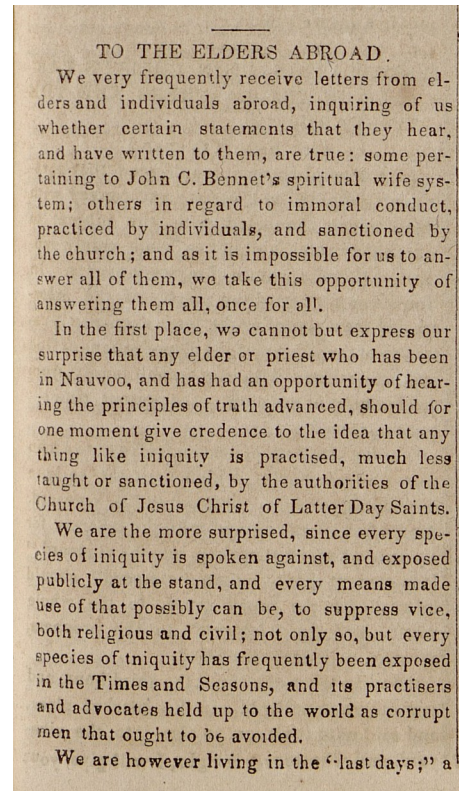 TO THE ELDERS ABROAD.
We very frequently receive letters from el-
ders and individuals abroad, inquiring of us
whether certain statements that they hear,
and have written to them, are true: some per-
taining to John C. Bennet's spiritual wife sys-
tem; others in regard to immoral conduct,
practiced by individuals, and sanctioned by
the church; and as it is impossible for us to an-
swer all of them, we take this opportunity of
answering them all, once for all.
In the first place, we cannot but express our
surprise that any elder or priest who has been
in Nauvoo, and has had an opportunity of hear-
ing the principles of truth advanced, should for
one moment give credence to the idea that any
thing like iniquity is practised, much less
taught or sanctioned, by the authorities of the
Church of Jesus Christ of Latter Day Saints.
We are the more surprised, since every spe-
cies of iniquity is spoken against, and exposed
publicly at the stand, and every means made
use of that possibly can be, to suppress vice,
both religious and civil; not only so, but every
species of iniquity has frequently been exposed
in the Times and Seasons, and its practisers
and advocates held up to the world as corrupt
men that ought to be avoided.
We are however living in the "last days;" a